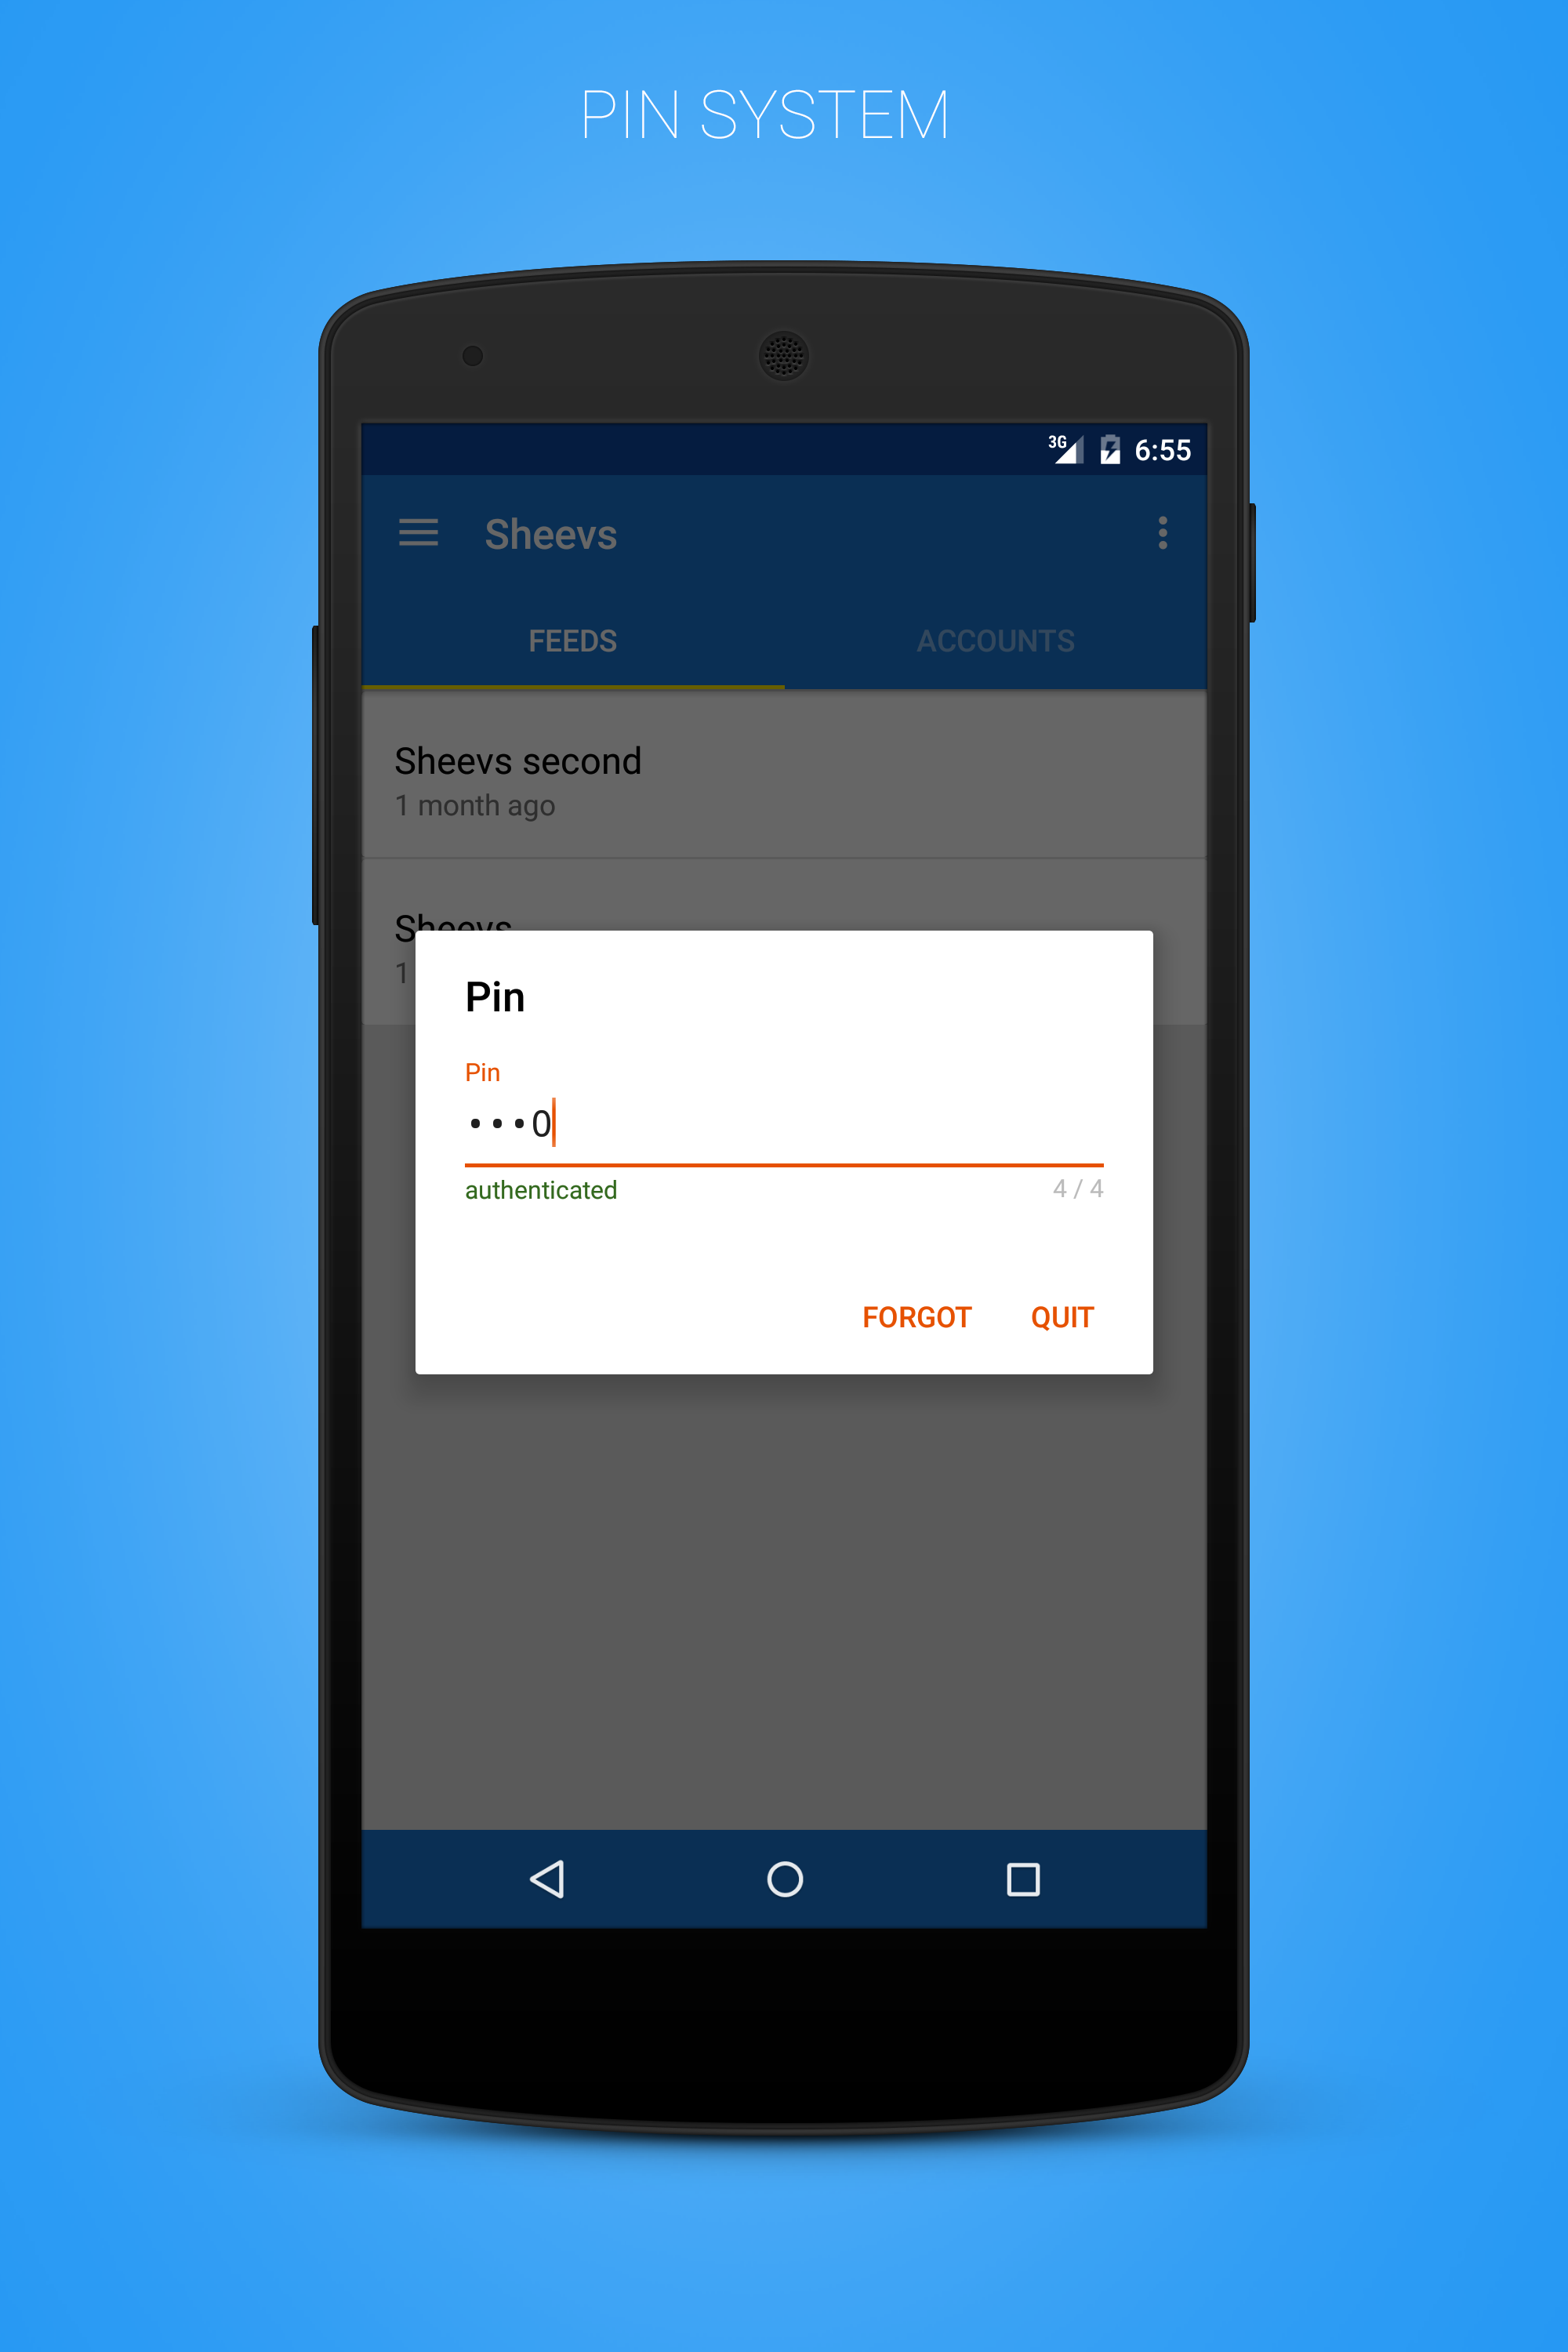 PIN SYSTEM
3G 6:55
Sheevs
FEEDS ACCOUNTS
Sheevs second
1 month ago
Sheevs
1
Pin
Pin
•••0
authenticated 4 / 4
FORGOT QUIT